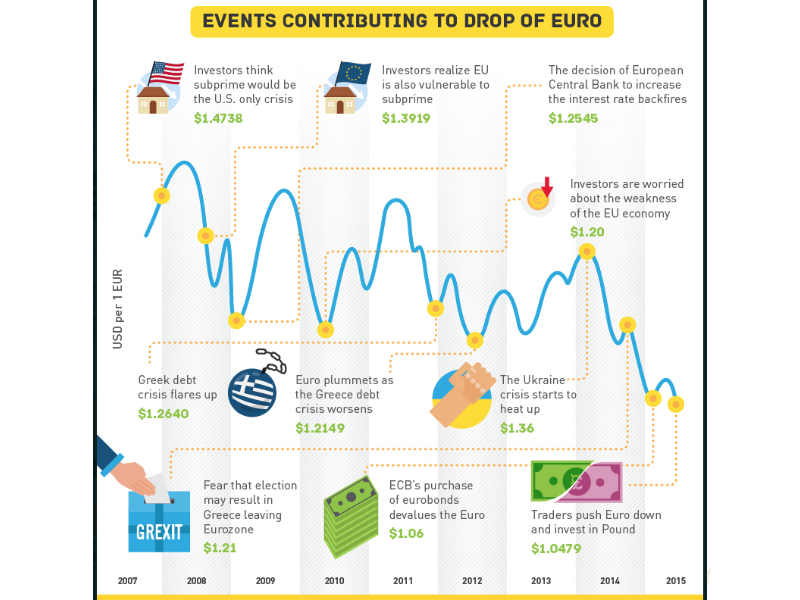 EVENTS CONTRIBUTING TO DROP OF EURO
Investors think
subprime would be
the U.S. only crisis
$1.4738
Investors realize EU
is also vulnerable to
subprime
$1.3919
The decision of European
Central Bank to increase
the interest rate backfires
$1.2545
Investors are worried
about the weakness
of the EU economy
$1.20
USD per 1 EUR
Greek debt
crisis flares up
$1.2640
Euro plummets as
the Greece debt
crisis worsens
$1.2149
The Ukraine
crisis starts to
heat up
$1.36
GREXIT
Fear that election
may result in
Greece leaving
Eurozone
$1.21
ECB's purchase
of eurobonds
devalues the Euro
$1.06
Traders push Euro down
and invest in Pound
$1.0479
2007 2008 2009 2010 2011 2012 2013 2014 2015